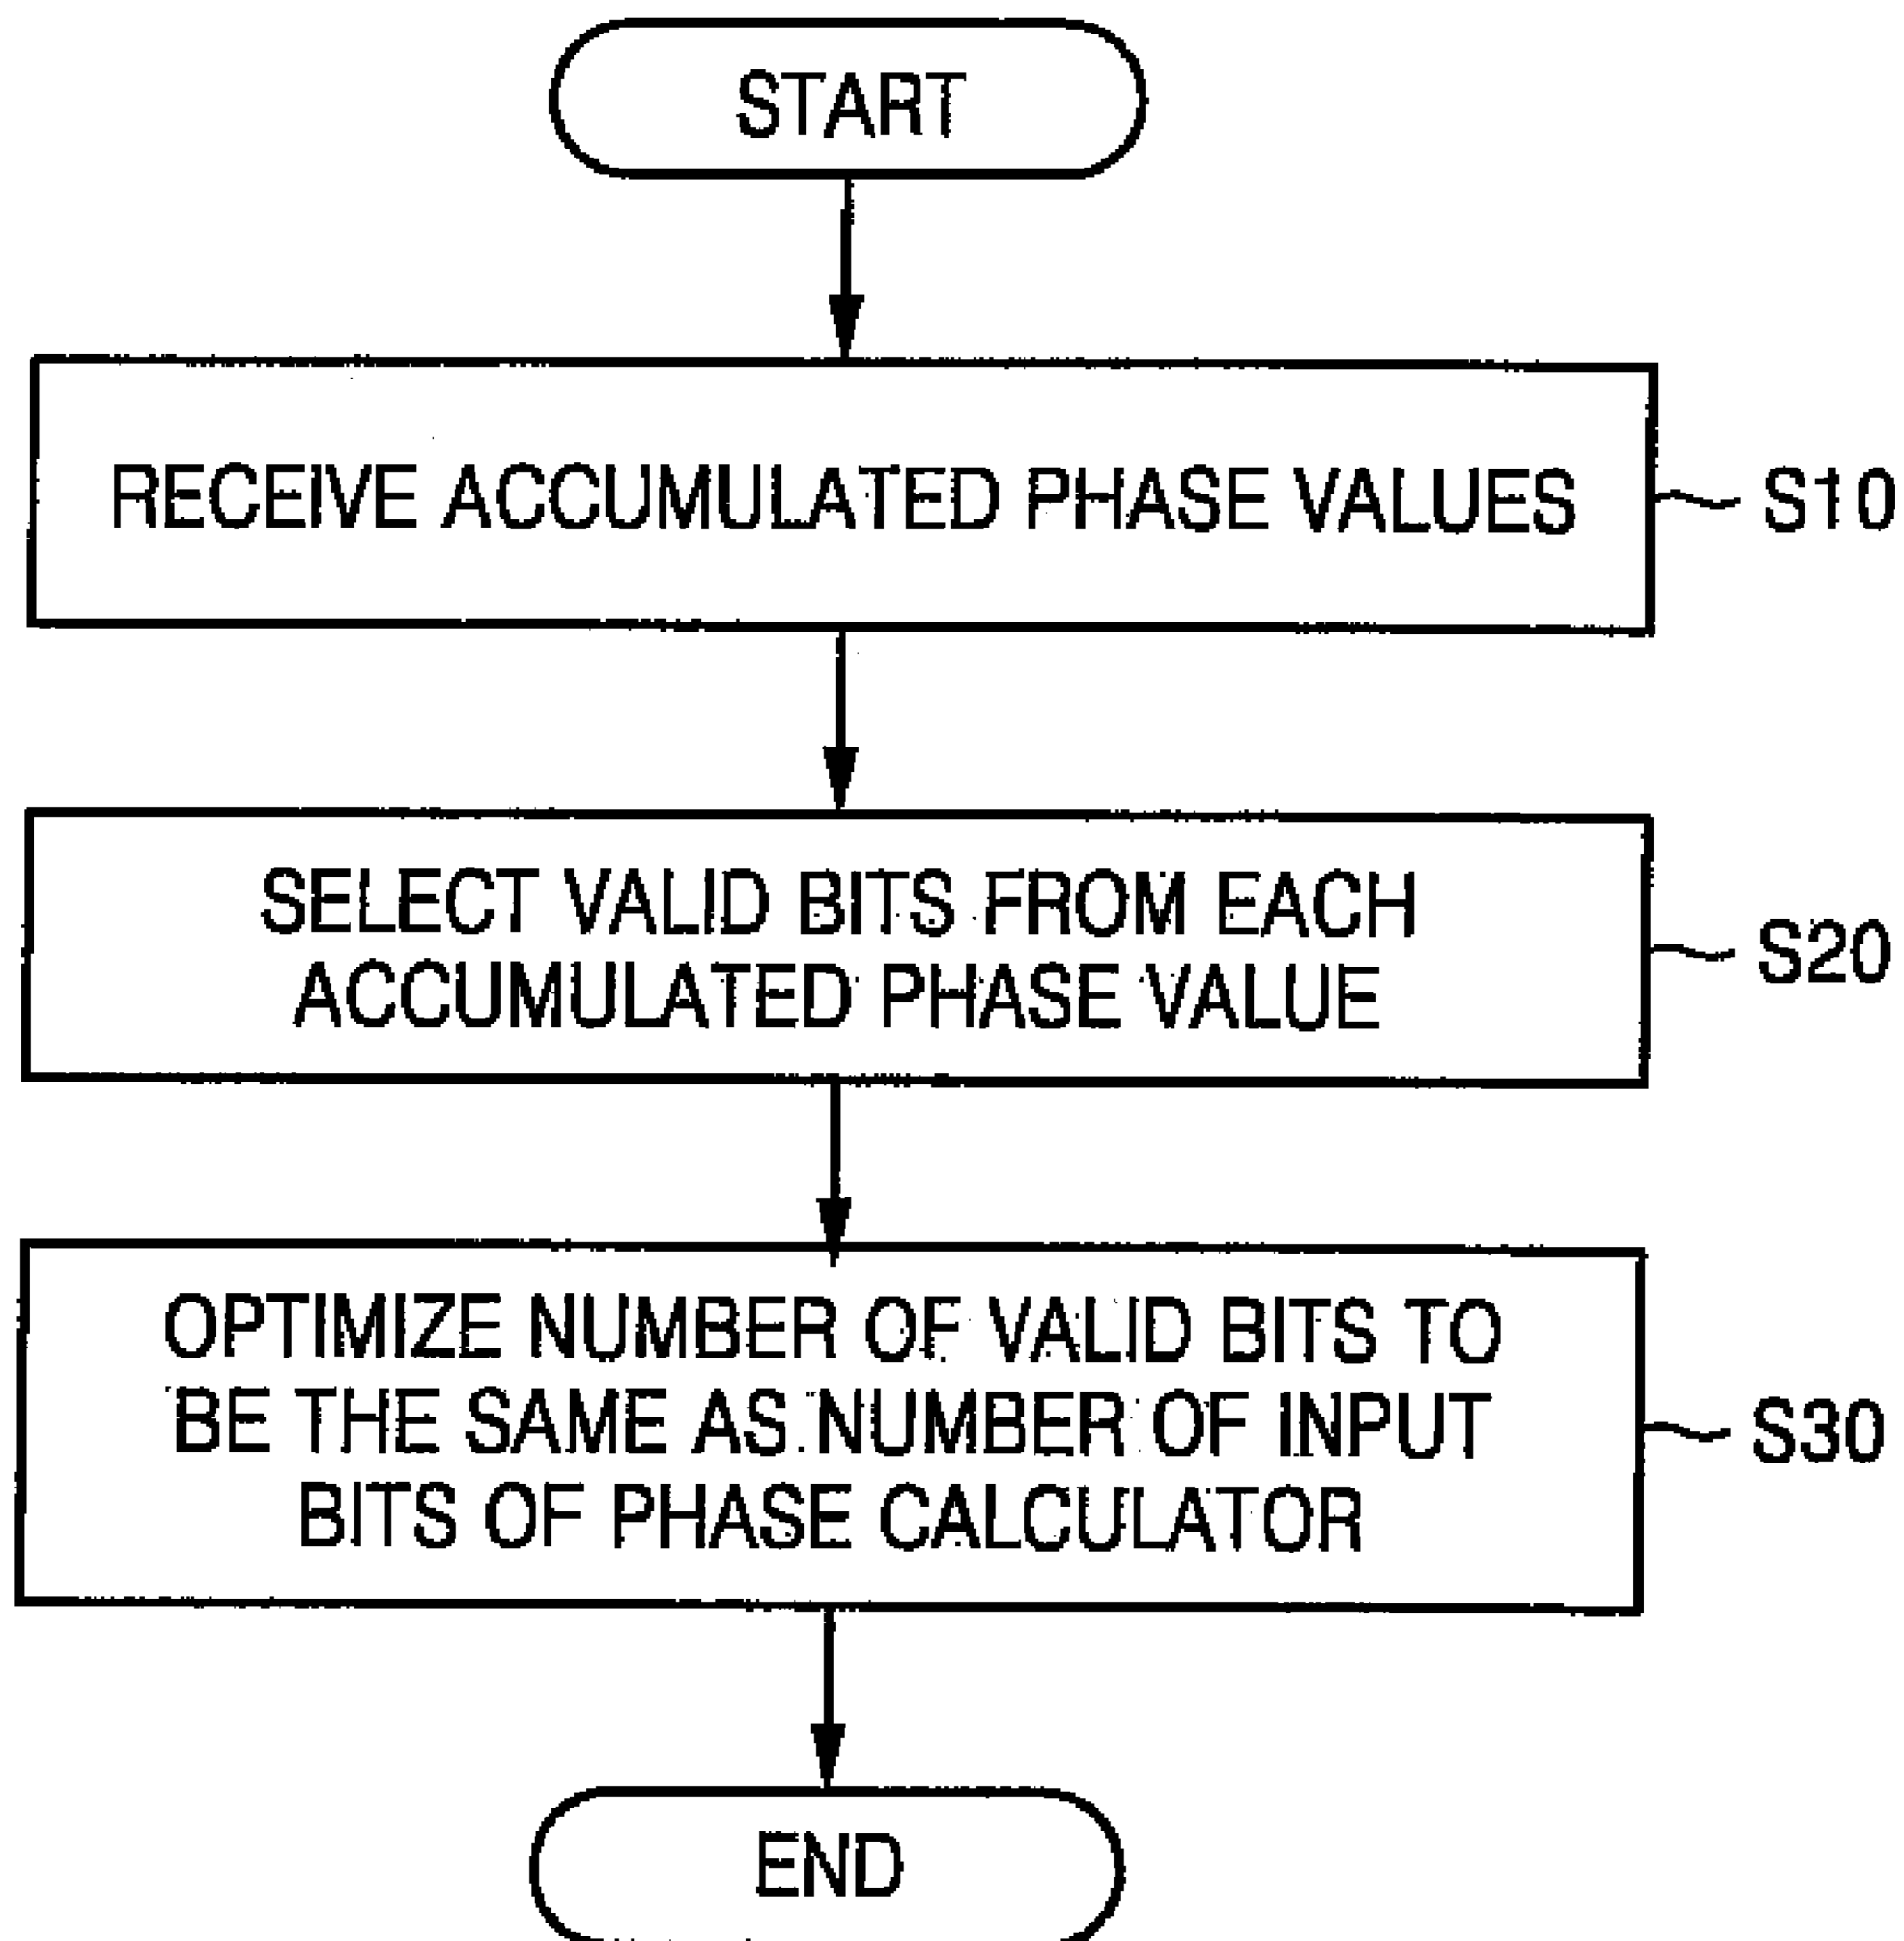 START
RECEIVE ACCUMULATED PHASE VALUES
S10
SELECT VALID BITS FROM EACH
ACCUMULATED PHASE VALUE
S20
OPTIMIZE NUMBER OF VALID BITS TO
BE THE SAME AS NUMBER OF INPUT
BITS OF PHASE CALCULATOR
S30
END